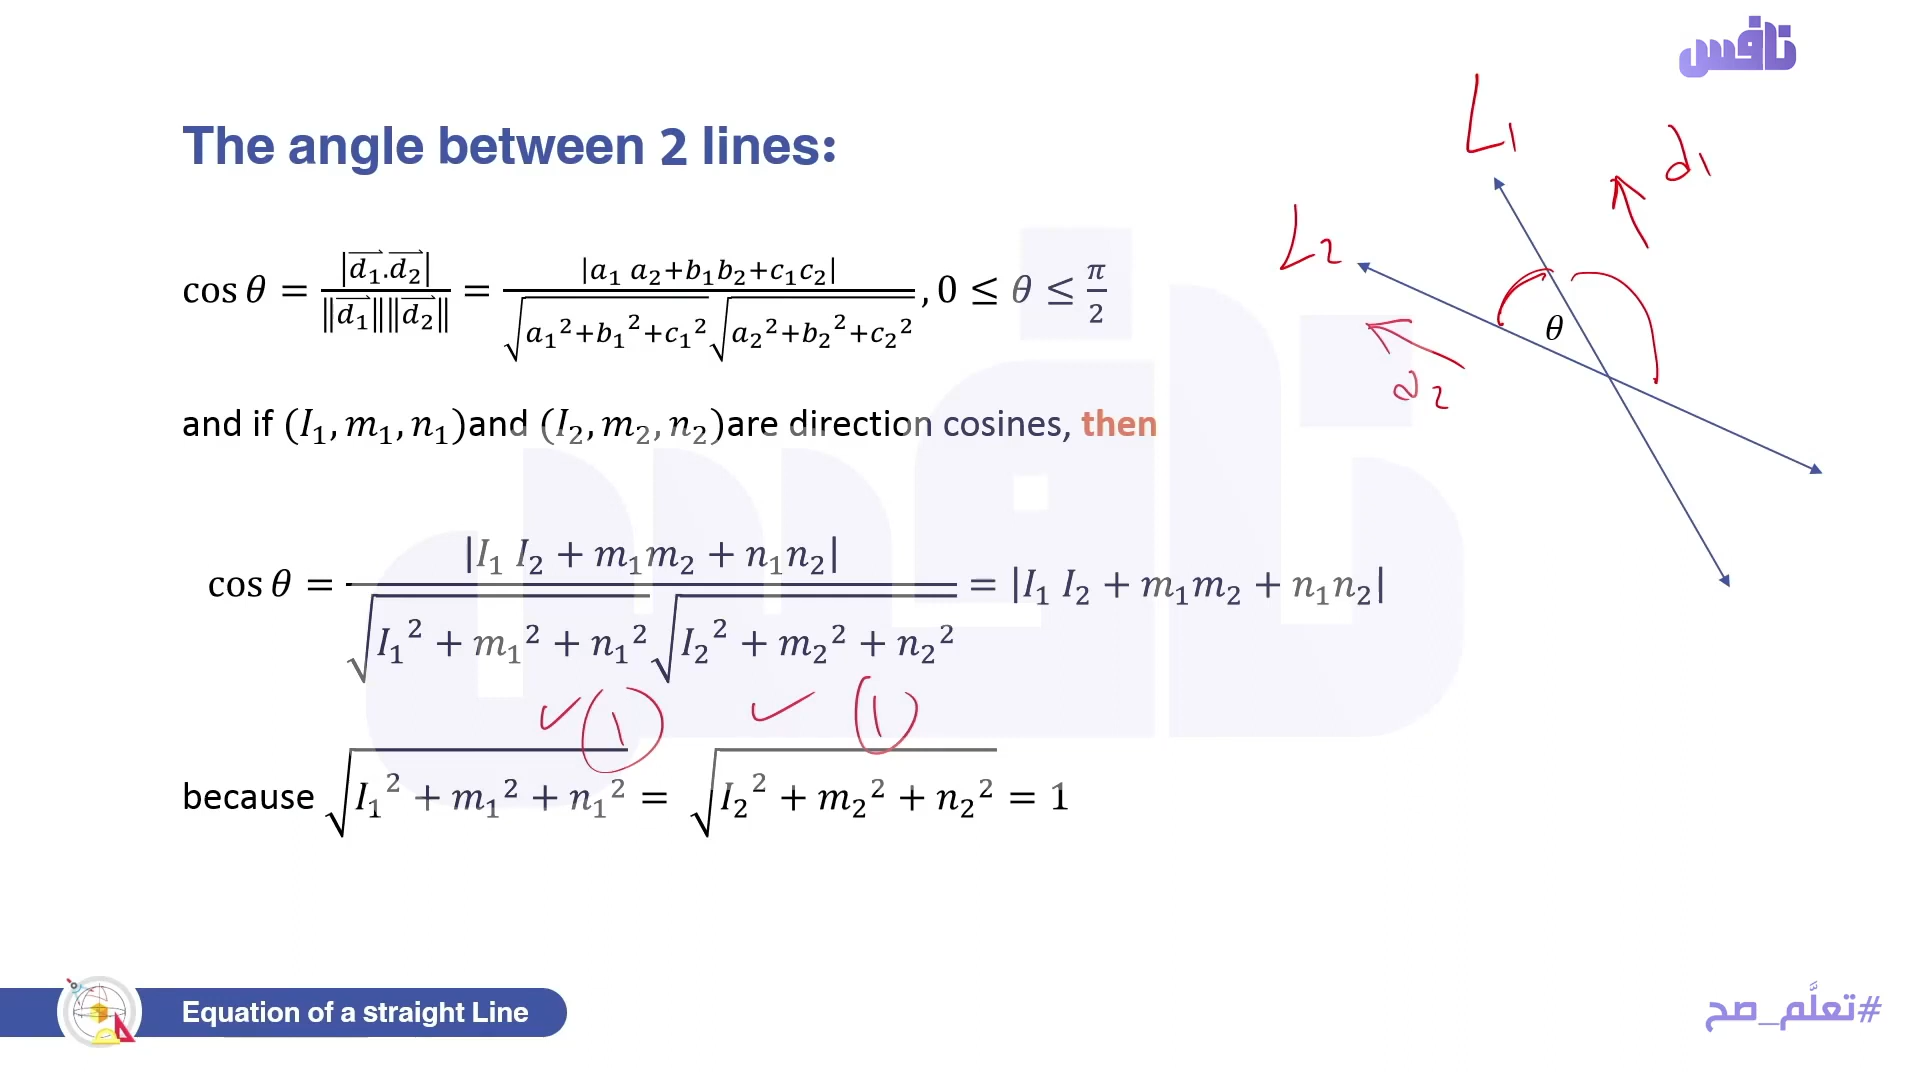 نافس
The angle between 2 lines:
cos θ = |d₁⃗.d₂⃗| / ‖d₁⃗‖‖d₂⃗‖ = |a₁ a₂+b₁b₂+c₁c₂| / √(a₁²+b₁²+c₁²)√(a₂²+b₂²+c₂²) , 0 ≤ θ ≤ π/2
and if (I₁, m₁, n₁)and (I₂, m₂, n₂)are direction cosines, then
cos θ = |I₁ I₂ + m₁m₂ + n₁n₂| / √(I₁² + m₁² + n₁²)√(I₂² + m₂² + n₂²) = |I₁ I₂ + m₁m₂ + n₁n₂|
✓ 1 ✓ 1
because √(I₁² + m₁² + n₁²) = √(I₂² + m₂² + n₂²) = 1
L₁
d₁
L₂
θ
d₂
Equation of a straight Line
#تعلَّم_صح